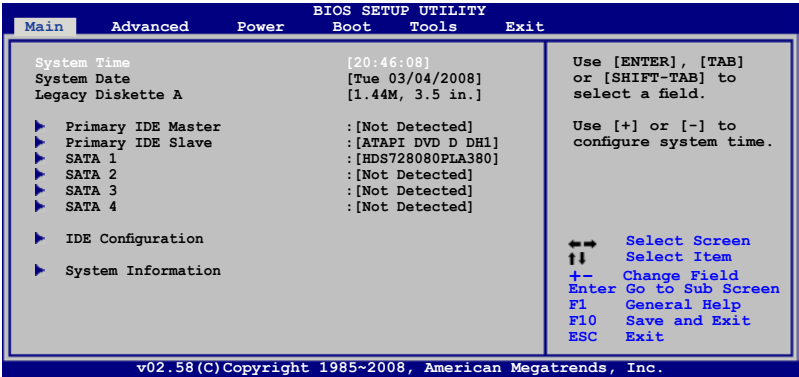 BIOS SETUP UTILITY
Main Advanced Power Boot Tools Exit
System Time [20:46:08]
System Date [Tue 03/04/2008]
Legacy Diskette A [1.44M, 3.5 in.]
Primary IDE Master :[Not Detected]
Primary IDE Slave :[ATAPI DVD D DH1]
SATA 1 :[HDS728080PLA380]
SATA 2 :[Not Detected]
SATA 3 :[Not Detected]
SATA 4 :[Not Detected]
IDE Configuration
System Information
Use [ENTER], [TAB]
or [SHIFT-TAB] to
select a field.
Use [+] or [-] to
configure system time.
Select Screen
Select Item
+- Change Field
Enter Go to Sub Screen
F1 General Help
F10 Save and Exit
ESC Exit
v02.58(C)Copyright 1985~2008, American Megatrends, Inc.